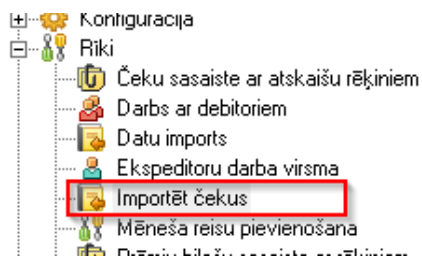 Konfigurācija
Rīki
Čeku sasaiste ar atskaišu rēķiniem
Darbs ar debitoriem
Datu imports
Ekspeditoru darba virsma
Importēt čekus
Mēneša reisu pievienošana